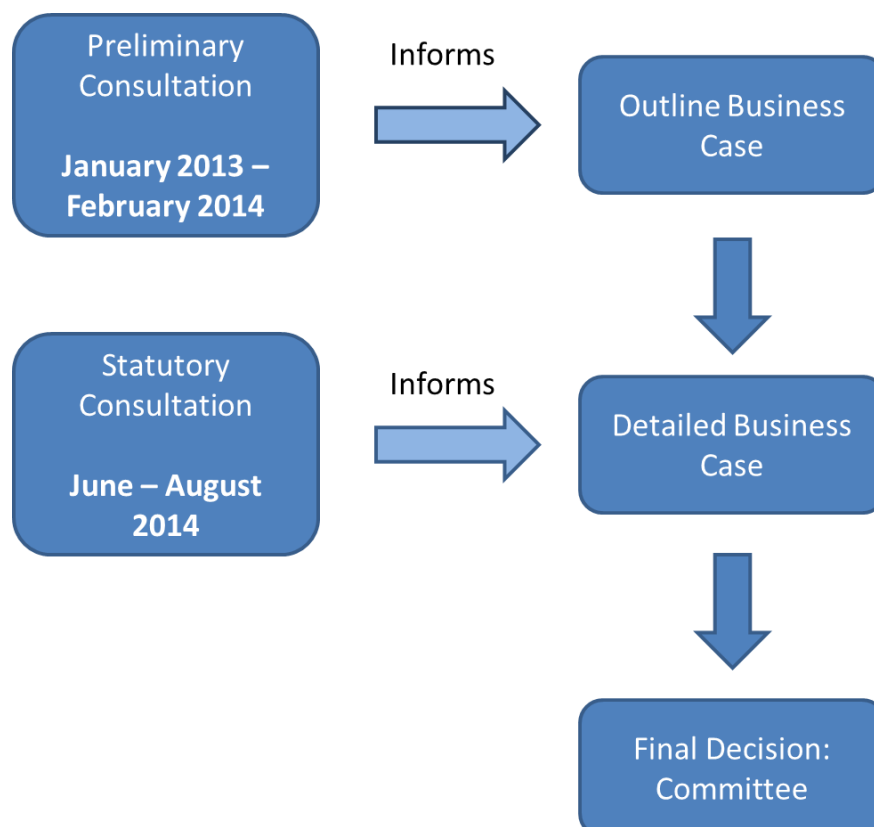 Preliminary
Consultation
January 2013 –
February 2014
Informs
Outline Business
Case
Statutory
Consultation
June – August
2014
Informs
Detailed Business
Case
Final Decision:
Committee